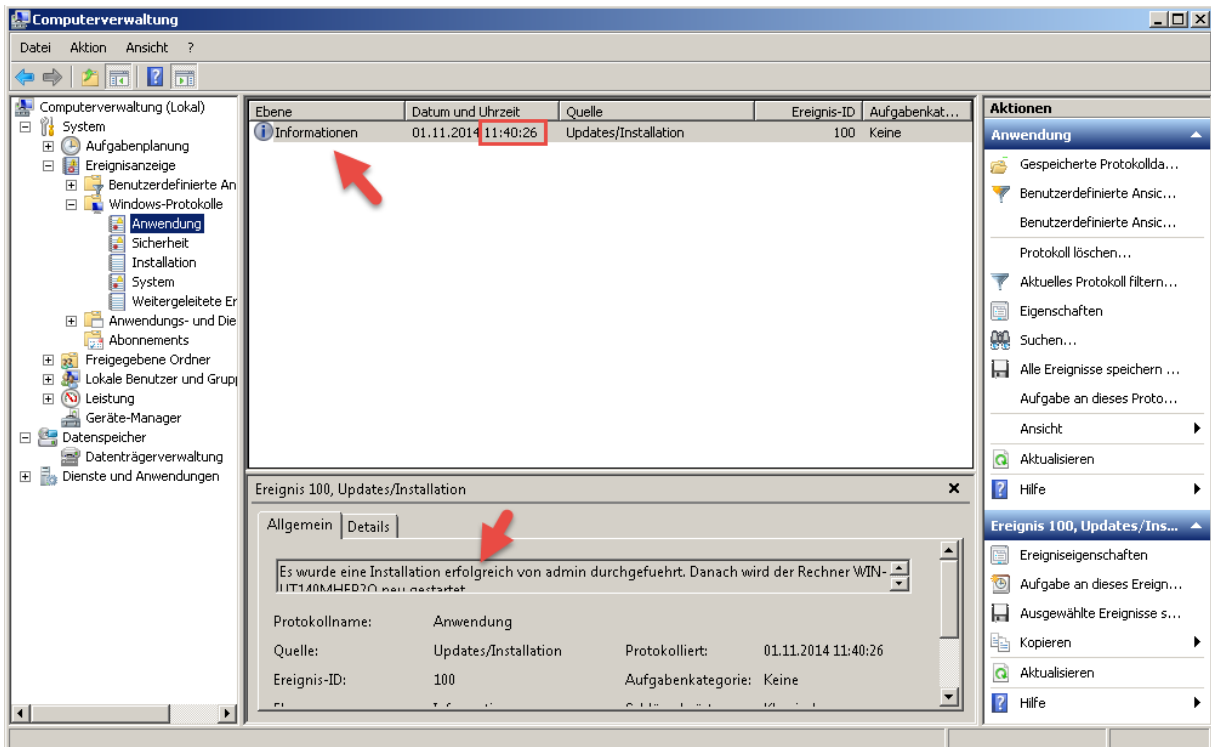 Computerverwaltung
Datei Aktion Ansicht ?
Computerverwaltung (Lokal)
System
Aufgabenplanung
Ereignisanzeige
Benutzerdefinierte An
Windows-Protokolle
Anwendung
Sicherheit
Installation
System
Weitergeleitete Er
Anwendungs- und Die
Abonnements
Freigegebene Ordner
Lokale Benutzer und Grupp
Leistung
Geräte-Manager
Datenspeicher
Datenträgerverwaltung
Dienste und Anwendungen
Ebene Datum und Uhrzeit Quelle Ereignis-ID Aufgabenkat...
Informationen 01.11.2014 11:40:26 Updates/Installation 100 Keine
Ereignis 100, Updates/Installation
Allgemein Details
Es wurde eine Installation erfolgreich von admin durchgefuehrt. Danach wird der Rechner WIN-
neu gestartet
Protokollname: Anwendung
Quelle: Updates/Installation Protokolliert: 01.11.2014 11:40:26
Ereignis-ID: 100 Aufgabenkategorie: Keine
Aktionen
Anwendung
Gespeicherte Protokollda...
Benutzerdefinierte Ansic...
Benutzerdefinierte Ansic...
Protokoll löschen...
Aktuelles Protokoll filtern...
Eigenschaften
Suchen...
Alle Ereignisse speichern ...
Aufgabe an dieses Proto...
Ansicht
Aktualisieren
Hilfe
Ereignis 100, Updates/Ins...
Ereigniseigenschaften
Aufgabe an dieses Ereign...
Ausgewählte Ereignisse s...
Kopieren
Aktualisieren
Hilfe